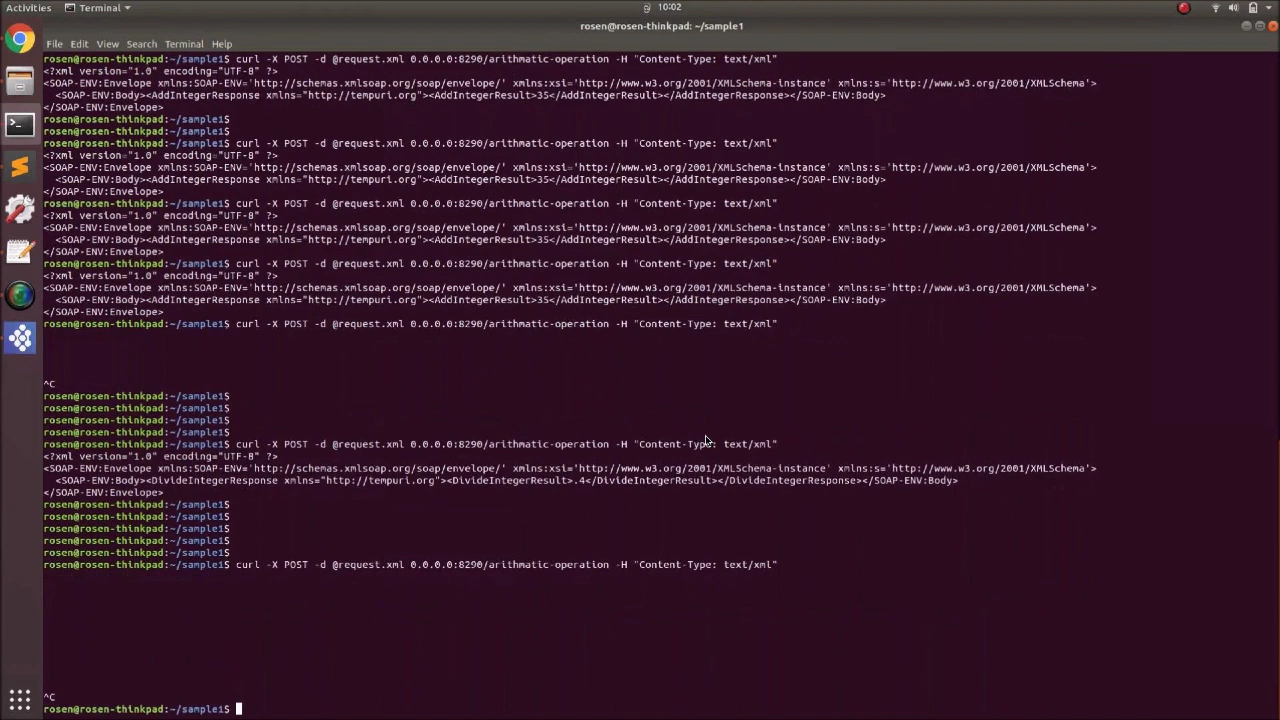 Activities
Terminal
10:02
rosen@rosen-thinkpad: ~/sample1
File Edit View Search Terminal Help
rosen@rosen-thinkpad:~/sample1$ curl -X POST -d @request.xml 0.0.0.0:8290/arithmatic-operation -H "Content-Type: text/xml"
<?xml version="1.0" encoding="UTF-8" ?>
<SOAP-ENV:Envelope xmlns:SOAP-ENV='http://schemas.xmlsoap.org/soap/envelope/' xmlns:xsi='http://www.w3.org/2001/XMLSchema-instance' xmlns:s='http://www.w3.org/2001/XMLSchema'>
<SOAP-ENV:Body><AddIntegerResponse xmlns="http://tempuri.org"><AddIntegerResult>35</AddIntegerResult></AddIntegerResponse></SOAP-ENV:Body>
</SOAP-ENV:Envelope>
rosen@rosen-thinkpad:~/sample1$
rosen@rosen-thinkpad:~/sample1$
rosen@rosen-thinkpad:~/sample1$ curl -X POST -d @request.xml 0.0.0.0:8290/arithmatic-operation -H "Content-Type: text/xml"
<?xml version="1.0" encoding="UTF-8" ?>
<SOAP-ENV:Envelope xmlns:SOAP-ENV='http://schemas.xmlsoap.org/soap/envelope/' xmlns:xsi='http://www.w3.org/2001/XMLSchema-instance' xmlns:s='http://www.w3.org/2001/XMLSchema'>
<SOAP-ENV:Body><AddIntegerResponse xmlns="http://tempuri.org"><AddIntegerResult>35</AddIntegerResult></AddIntegerResponse></SOAP-ENV:Body>
</SOAP-ENV:Envelope>
rosen@rosen-thinkpad:~/sample1$ curl -X POST -d @request.xml 0.0.0.0:8290/arithmatic-operation -H "Content-Type: text/xml"
<?xml version="1.0" encoding="UTF-8" ?>
<SOAP-ENV:Envelope xmlns:SOAP-ENV='http://schemas.xmlsoap.org/soap/envelope/' xmlns:xsi='http://www.w3.org/2001/XMLSchema-instance' xmlns:s='http://www.w3.org/2001/XMLSchema'>
<SOAP-ENV:Body><AddIntegerResponse xmlns="http://tempuri.org"><AddIntegerResult>35</AddIntegerResult></AddIntegerResponse></SOAP-ENV:Body>
</SOAP-ENV:Envelope>
rosen@rosen-thinkpad:~/sample1$ curl -X POST -d @request.xml 0.0.0.0:8290/arithmatic-operation -H "Content-Type: text/xml"
<?xml version="1.0" encoding="UTF-8" ?>
<SOAP-ENV:Envelope xmlns:SOAP-ENV='http://schemas.xmlsoap.org/soap/envelope/' xmlns:xsi='http://www.w3.org/2001/XMLSchema-instance' xmlns:s='http://www.w3.org/2001/XMLSchema'>
<SOAP-ENV:Body><AddIntegerResponse xmlns="http://tempuri.org"><AddIntegerResult>35</AddIntegerResult></AddIntegerResponse></SOAP-ENV:Body>
</SOAP-ENV:Envelope>
rosen@rosen-thinkpad:~/sample1$ curl -X POST -d @request.xml 0.0.0.0:8290/arithmatic-operation -H "Content-Type: text/xml"
^C
rosen@rosen-thinkpad:~/sample1$
rosen@rosen-thinkpad:~/sample1$
rosen@rosen-thinkpad:~/sample1$
rosen@rosen-thinkpad:~/sample1$
rosen@rosen-thinkpad:~/sample1$ curl -X POST -d @request.xml 0.0.0.0:8290/arithmatic-operation -H "Content-Type: text/xml"
<?xml version="1.0" encoding="UTF-8" ?>
<SOAP-ENV:Envelope xmlns:SOAP-ENV='http://schemas.xmlsoap.org/soap/envelope/' xmlns:xsi='http://www.w3.org/2001/XMLSchema-instance' xmlns:s='http://www.w3.org/2001/XMLSchema'>
<SOAP-ENV:Body><DivideIntegerResponse xmlns="http://tempuri.org"><DivideIntegerResult>.4</DivideIntegerResult></DivideIntegerResponse></SOAP-ENV:Body>
</SOAP-ENV:Envelope>
rosen@rosen-thinkpad:~/sample1$
rosen@rosen-thinkpad:~/sample1$
rosen@rosen-thinkpad:~/sample1$
rosen@rosen-thinkpad:~/sample1$
rosen@rosen-thinkpad:~/sample1$
rosen@rosen-thinkpad:~/sample1$ curl -X POST -d @request.xml 0.0.0.0:8290/arithmatic-operation -H "Content-Type: text/xml"
^C
rosen@rosen-thinkpad:~/sample1$